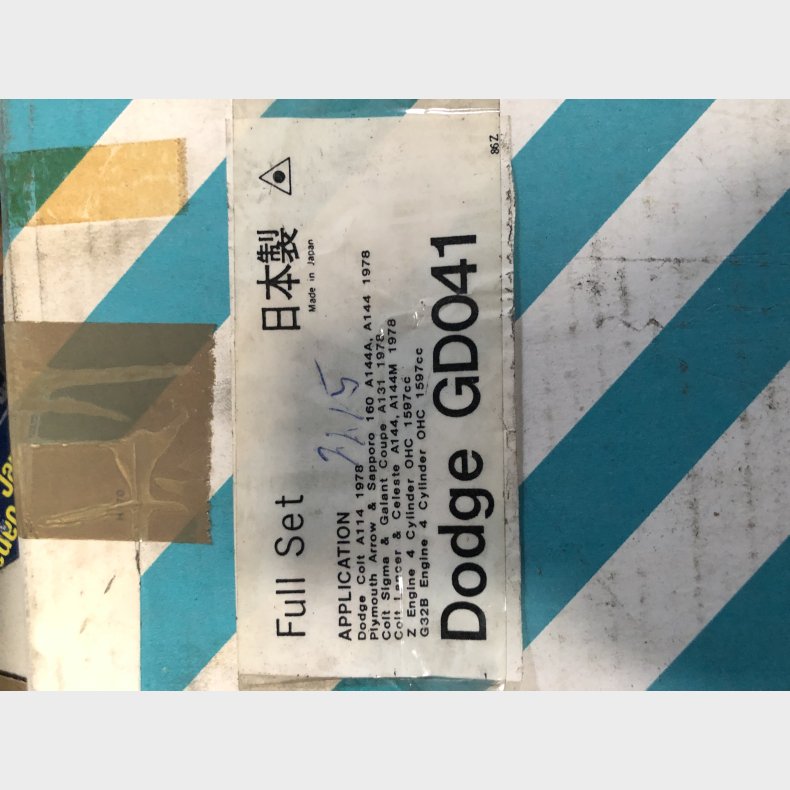 Full Set
日本製
Made in Japan
3215
APPLICATION
Dodge Colt A114 1978
Plymouth Arrow & Sapporo 160 A144A, A144 1978
Colt Sigma & Galant Coupe A131 1978,
Colt Lancer & Celeste A144, A144M 1978
Z Engine 4 Cylinder OHC 1597cc
G32B Engine 4 Cylinder OHC 1597cc
Dodge GD041
86Z